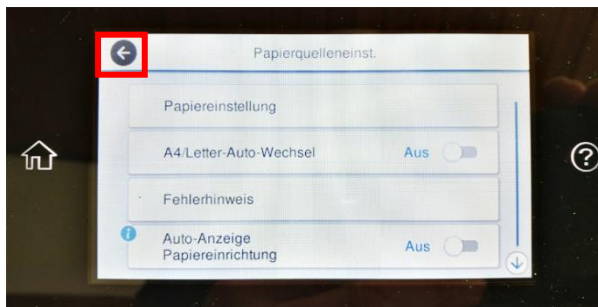 Papierquelleneinst.
Papiereinstellung
A4/Letter-Auto-Wechsel Aus
Fehlerhinweis
Auto-Anzeige
Papiereinrichtung Aus